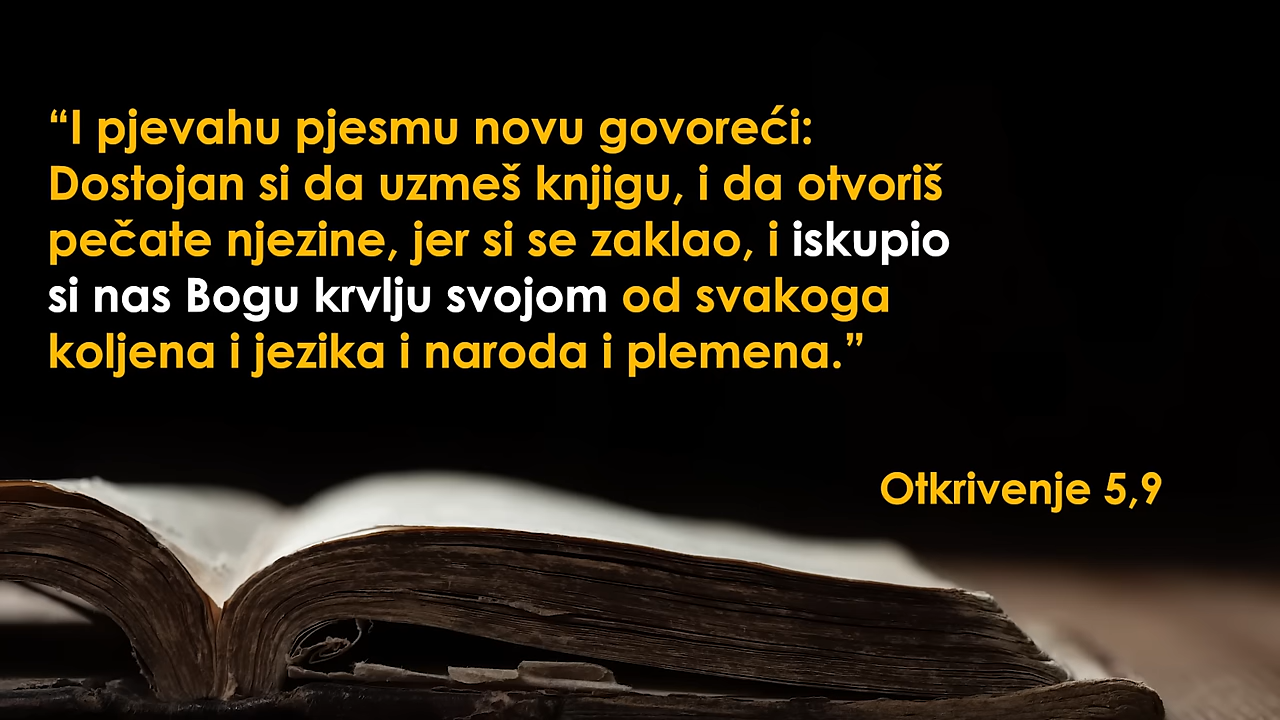 “I pjevahu pjesmu novu govoreći:
Dostojan si da uzmeš knjigu, i da otvoriš
pečate njezine, jer si se zaklao, i iskupio
si nas Bogu krvlju svojom od svakoga
koljena i jezika i naroda i plemena.”
Otkrivenje 5,9